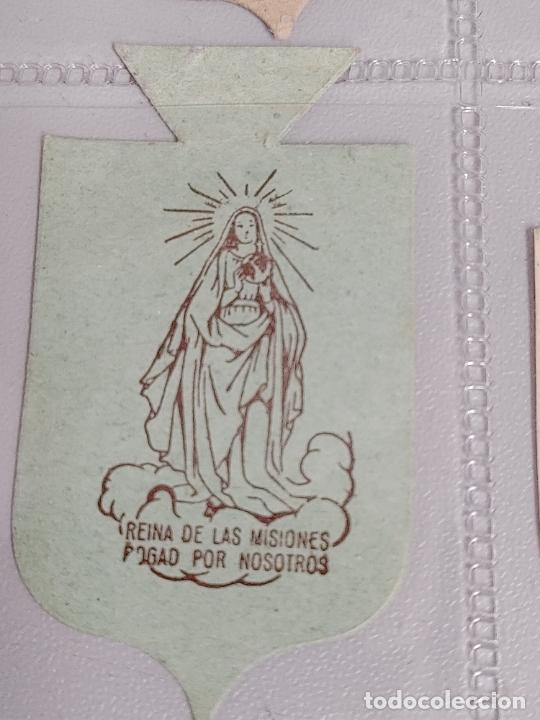 REINA DE LAS MISIONES
ROGAD POR NOSOTROS
todocoleccion